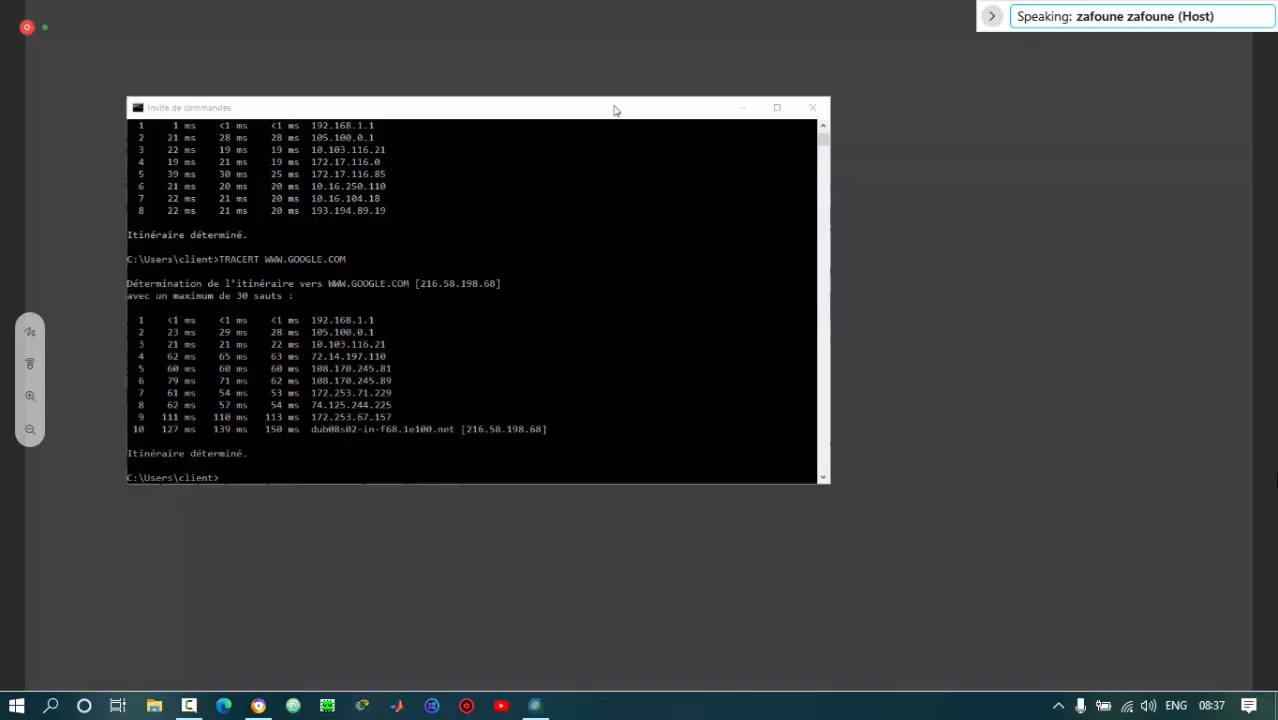 Speaking: zafoune zafoune (Host)
Invite de commandes
1 1 ms <1 ms <1 ms 192.168.1.1
2 21 ms 28 ms 28 ms 105.100.0.1
3 22 ms 19 ms 19 ms 10.103.116.21
4 19 ms 21 ms 19 ms 172.17.116.0
5 39 ms 30 ms 25 ms 172.17.116.85
6 21 ms 20 ms 20 ms 10.16.250.110
7 22 ms 21 ms 20 ms 10.16.104.18
8 22 ms 21 ms 20 ms 193.194.89.19
Itinéraire déterminé.
C:\Users\client>TRACERT WWW.GOOGLE.COM
Détermination de l'itinéraire vers WWW.GOOGLE.COM [216.58.198.68]
avec un maximum de 30 sauts :
1 <1 ms <1 ms <1 ms 192.168.1.1
2 23 ms 29 ms 28 ms 105.100.0.1
3 21 ms 21 ms 22 ms 10.103.116.21
4 62 ms 65 ms 63 ms 72.14.197.110
5 60 ms 60 ms 60 ms 108.170.245.81
6 79 ms 71 ms 62 ms 108.170.245.89
7 61 ms 54 ms 53 ms 172.253.71.229
8 62 ms 57 ms 54 ms 74.125.244.225
9 111 ms 110 ms 113 ms 172.253.67.157
10 127 ms 139 ms 150 ms dub08s02-in-f68.1e100.net [216.58.198.68]
Itinéraire déterminé.
C:\Users\client>
ENG 08:37